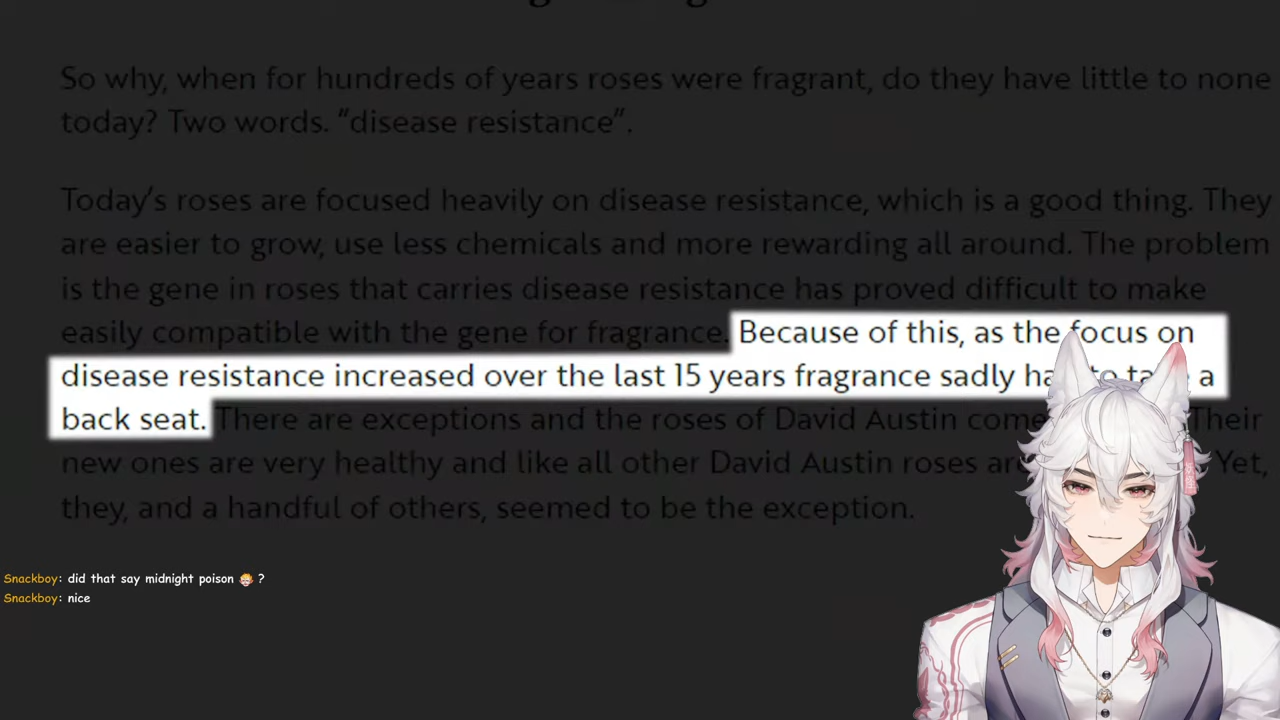 So why, when for hundreds of years roses were fragrant, do they have little to none
today? Two words. “disease resistance”.
Today’s roses are focused heavily on disease resistance, which is a good thing. They
are easier to grow, use less chemicals and more rewarding all around. The problem
is the gene in roses that carries disease resistance has proved difficult to make
easily compatible with the gene for fragrance. Because of this, as the focus on
disease resistance increased over the last 15 years fragrance sadly to a
back seat. There are exceptions and the roses of David Austin come Their
new ones are very healthy and like all other David Austin roses Yet,
they, and a handful of others, seemed to be the exception.
Snackboy: did that say midnight poison ?
Snackboy: nice